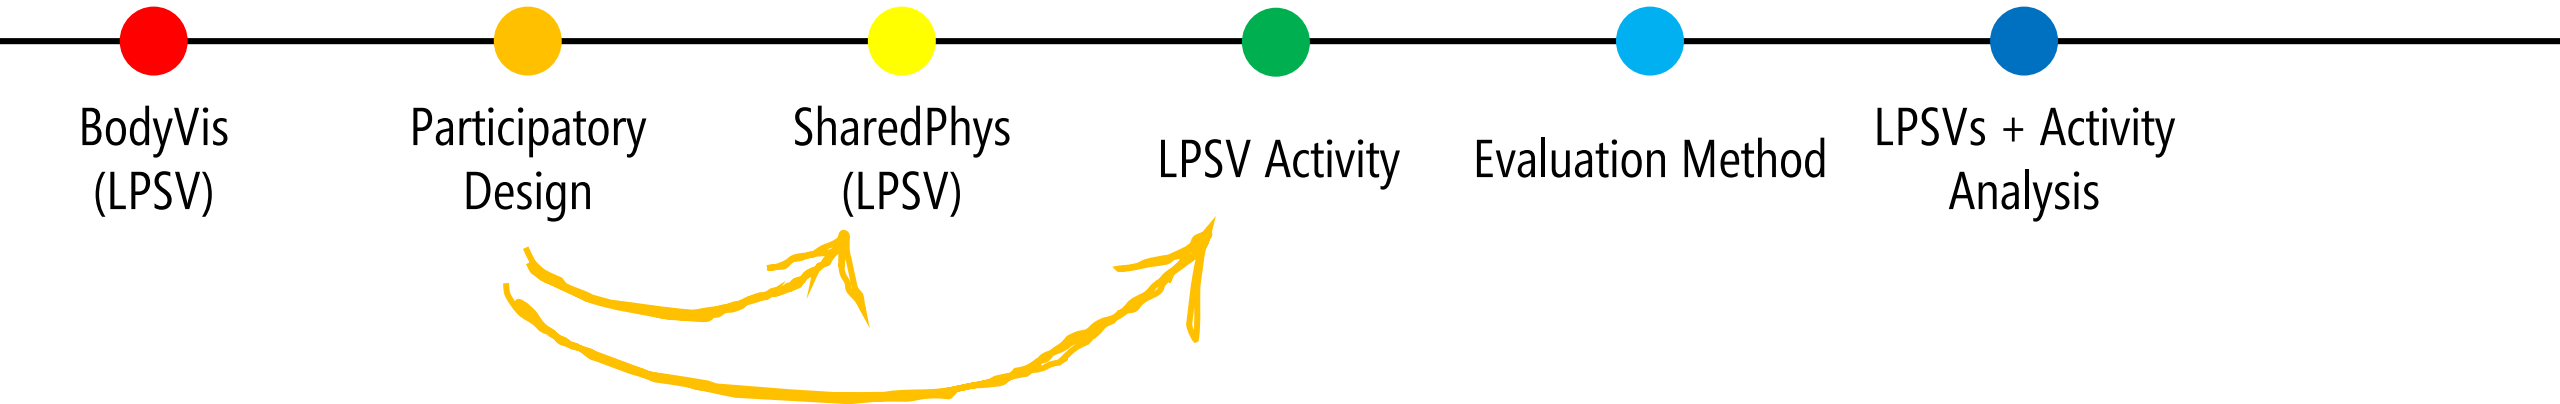 BodyVis
(LPSV)
Participatory
Design
SharedPhys
(LPSV)
LPSV Activity
Evaluation Method
LPSVs + Activity
Analysis